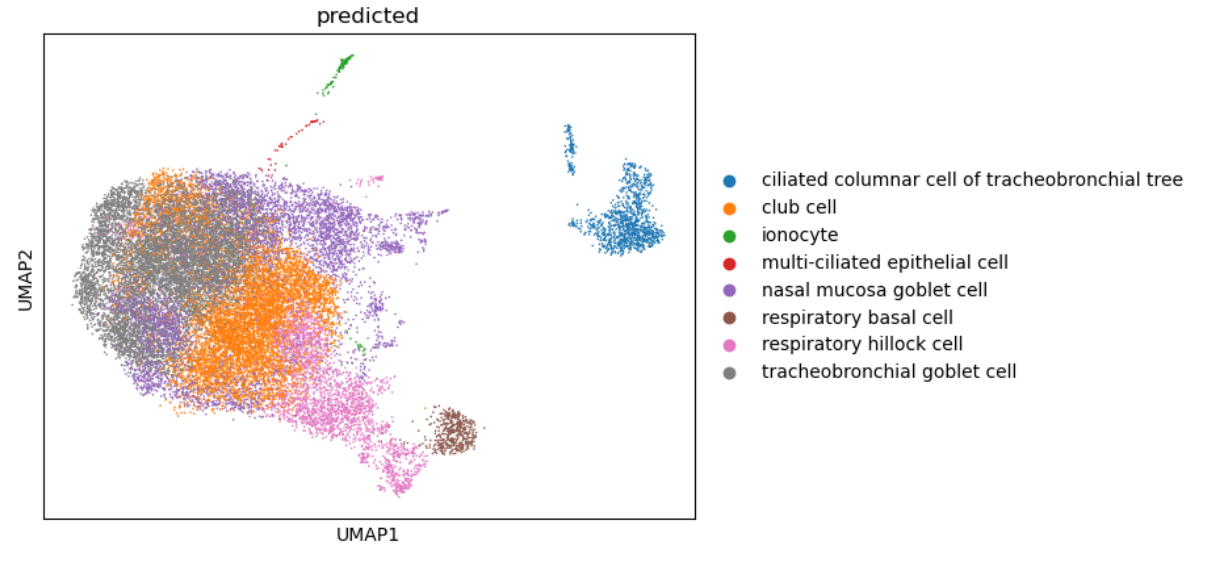 predicted
UMAP2
UMAP1
ciliated columnar cell of tracheobronchial tree
club cell
ionocyte
multi-ciliated epithelial cell
nasal mucosa goblet cell
respiratory basal cell
respiratory hillock cell
tracheobronchial goblet cell